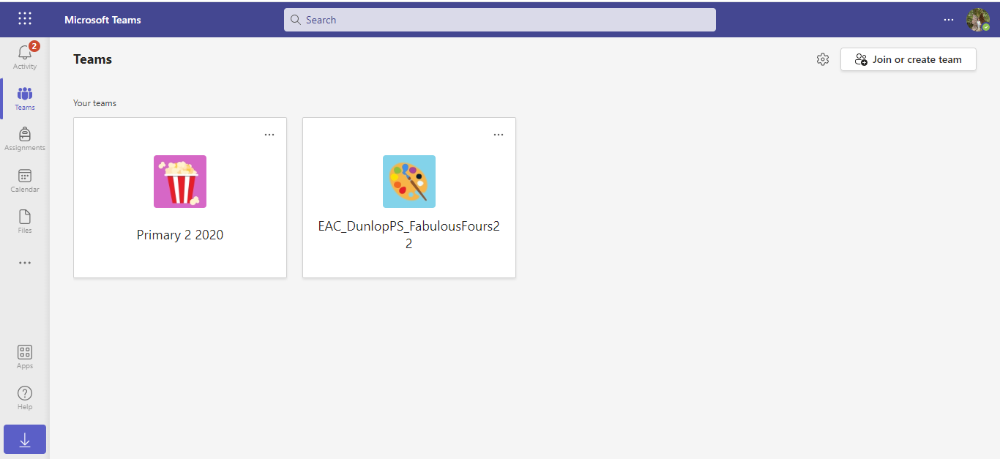 Microsoft Teams
Search
2
Activity
Teams
Assignments
Calendar
Files
Apps
Help
Teams
Join or create team
Your teams
Primary 2 2020
EAC_DunlopPS_FabulousFours2
2